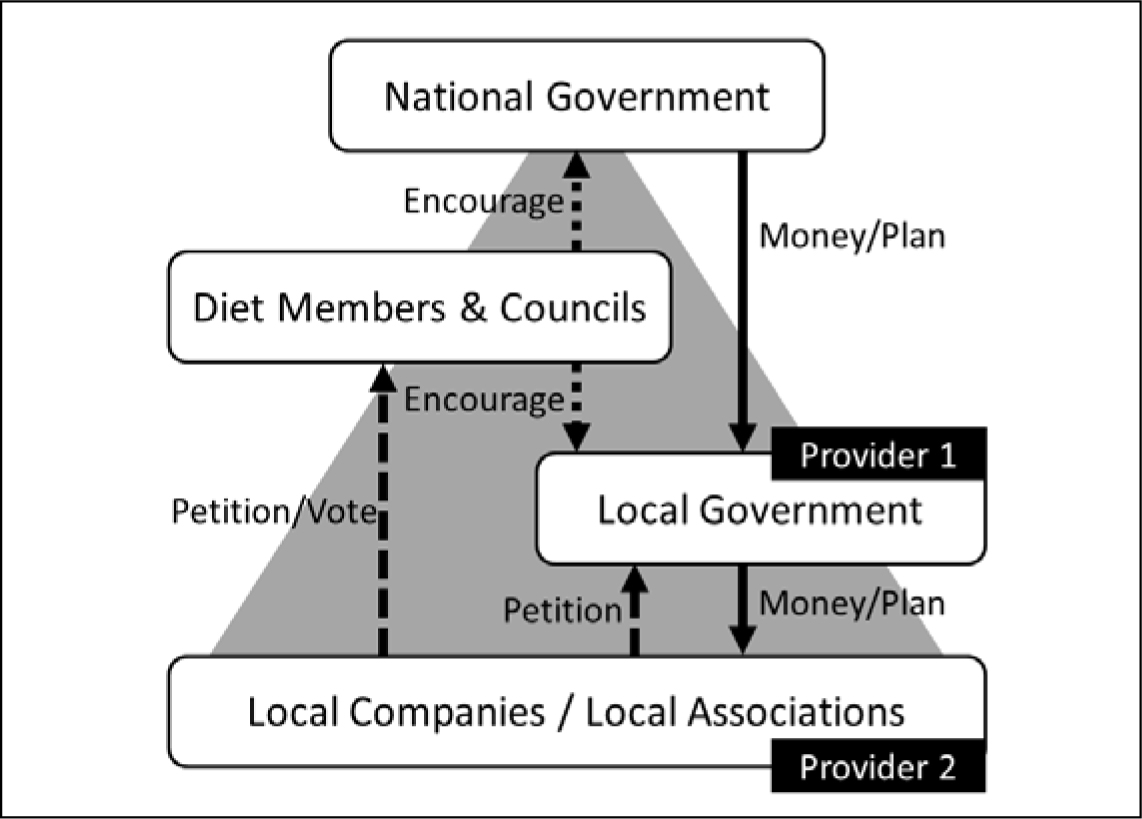 National Government
Encourage
Money/Plan
Diet Members & Councils
Encourage
Provider 1
Petition/Vote
Local Government
Petition
Money/Plan
Local Companies / Local Associations
Provider 2